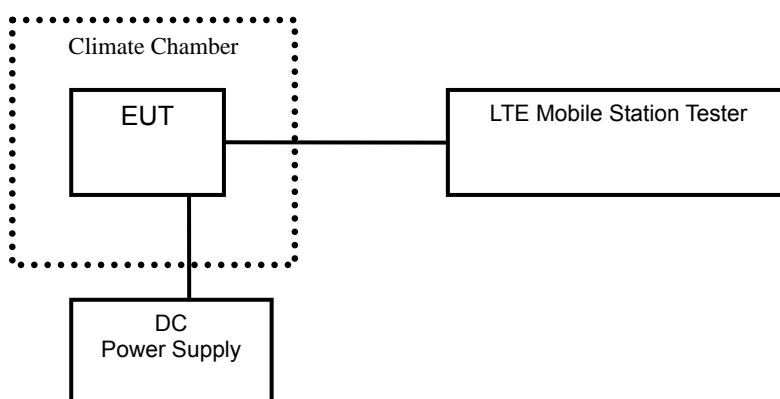 Climate Chamber
EUT
LTE Mobile Station Tester
DC
Power Supply